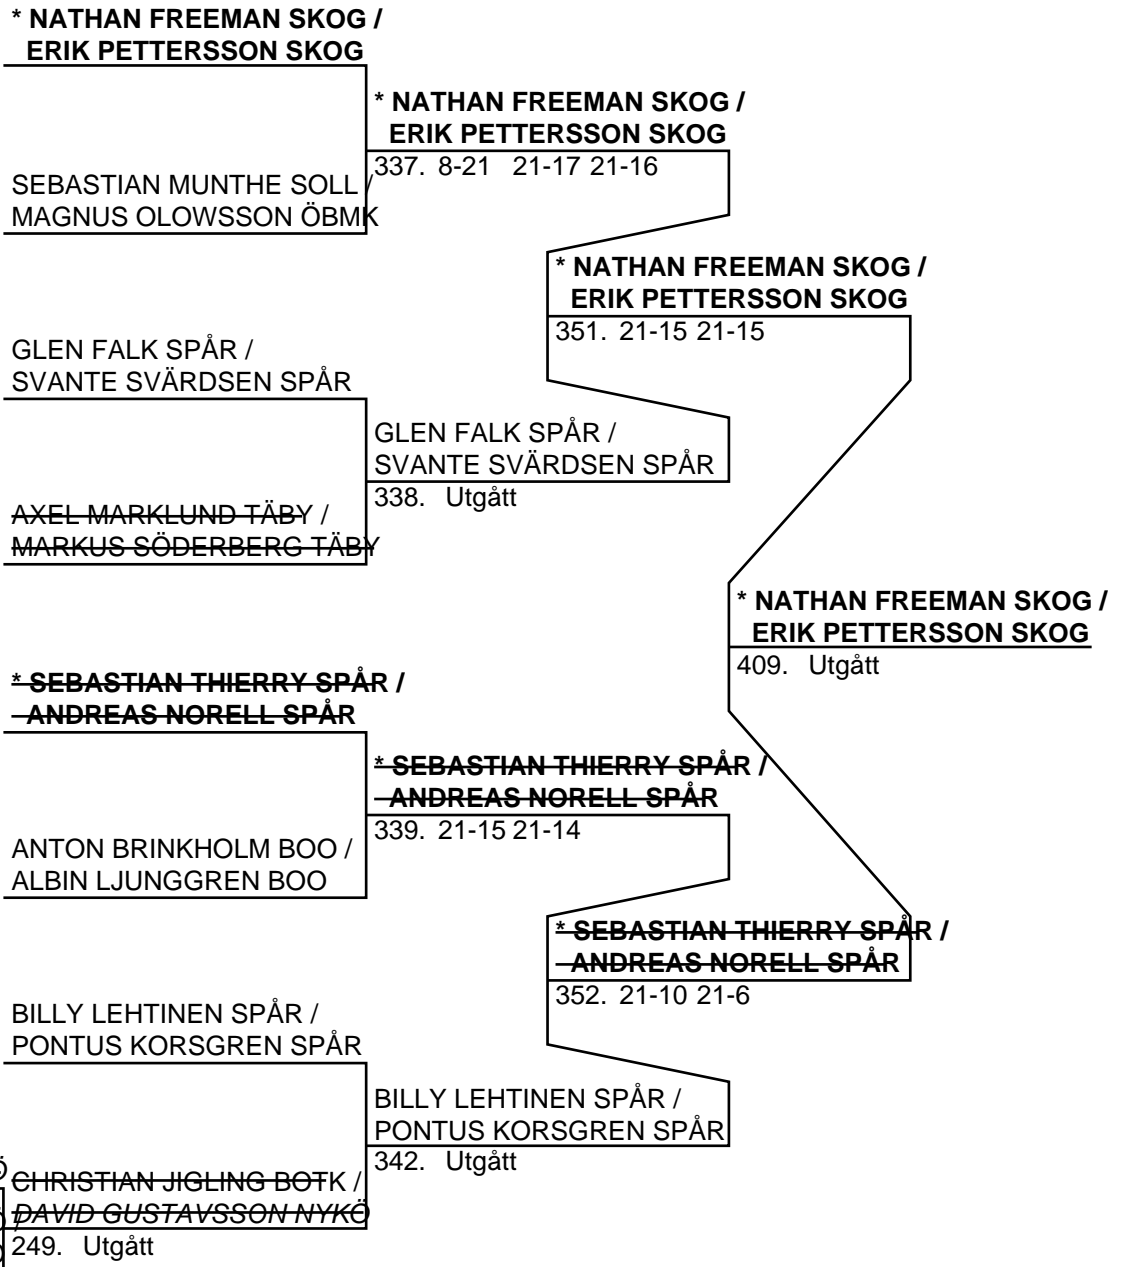 * NATHAN FREEMAN SKOG /
ERIK PETTERSSON SKOG
* NATHAN FREEMAN SKOG /
ERIK PETTERSSON SKOG
337. 8-21 21-17 21-16
SEBASTIAN MUNTHE SOLL /
MAGNUS OLOWSSON ÖBMK
* NATHAN FREEMAN SKOG /
ERIK PETTERSSON SKOG
351. 21-15 21-15
GLEN FALK SPÅR /
SVANTE SVÄRDSEN SPÅR
GLEN FALK SPÅR /
SVANTE SVÄRDSEN SPÅR
338. Utgått
AXEL MARKLUND TÄBY /
MARKUS SÖDERBERG TÄBY
* NATHAN FREEMAN SKOG /
ERIK PETTERSSON SKOG
409. Utgått
* SEBASTIAN THIERRY SPÅR /
ANDREAS NORELL SPÅR
* SEBASTIAN THIERRY SPÅR /
ANDREAS NORELL SPÅR
339. 21-15 21-14
ANTON BRINKHOLM BOO /
ALBIN LJUNGGREN BOO
* SEBASTIAN THIERRY SPÅR /
ANDREAS NORELL SPÅR
352. 21-10 21-6
BILLY LEHTINEN SPÅR /
PONTUS KORSGREN SPÅR
BILLY LEHTINEN SPÅR /
PONTUS KORSGREN SPÅR
342. Utgått
CHRISTIAN JIGLING BOTK /
DAVID GUSTAVSSON NYKÖ
249. Utgått